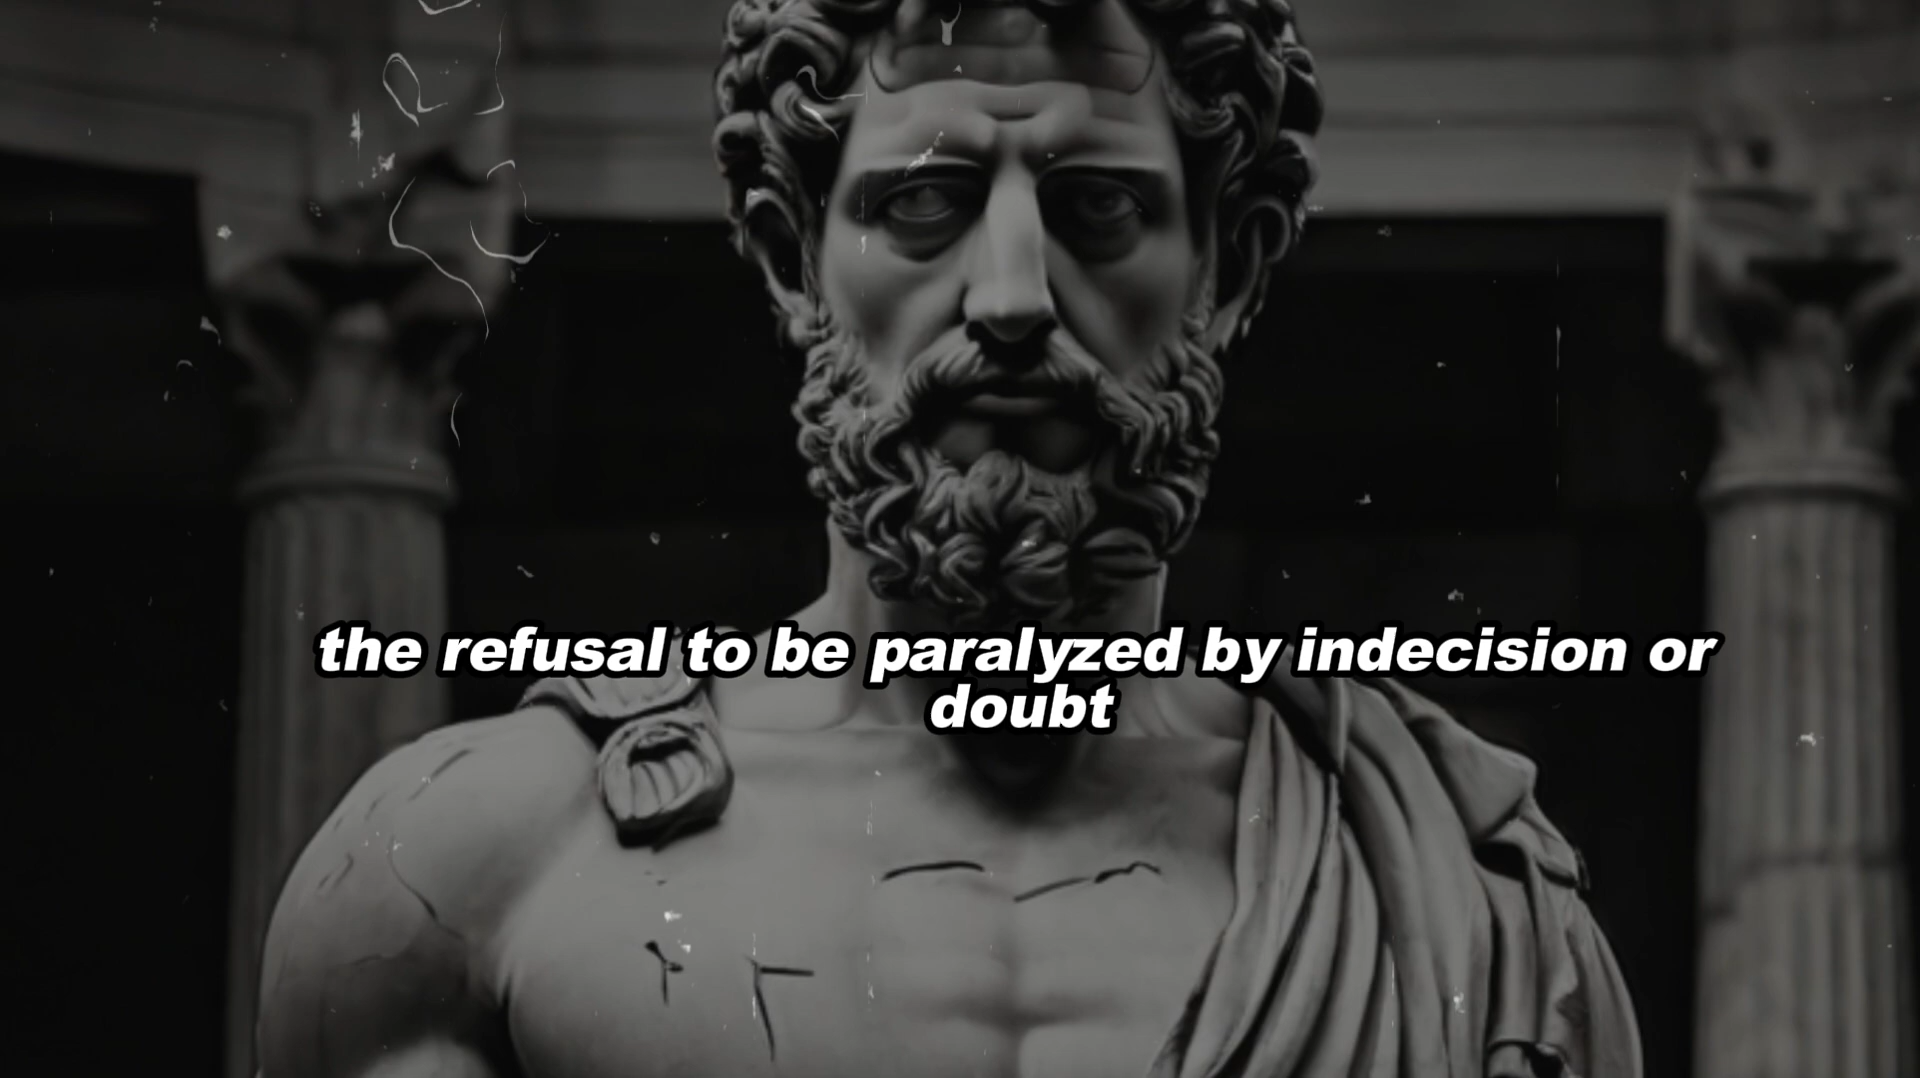 the refusal to be paralyzed by indecision or
doubt